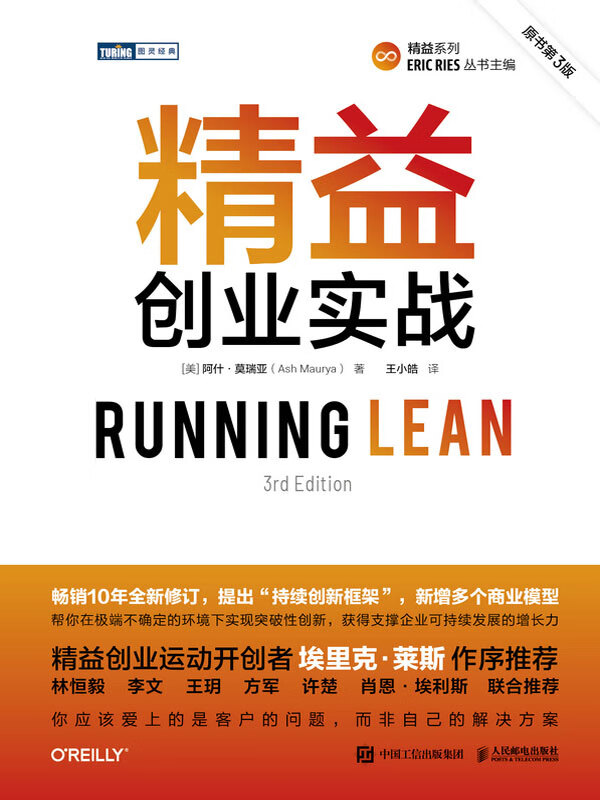 TURING 图灵经典
精益系列
ERIC RIES 丛书主编
原书第3版
精益
创业实战
[美] 阿什·莫瑞亚（Ash Maurya） 著 王小皓 译
RUNNING LEAN
3rd Edition
畅销10年全新修订，提出“持续创新框架”，新增多个商业模型
帮你在极端不确定的环境下实现突破性创新，获得支撑企业可持续发展的增长力
精益创业运动开创者 埃里克·莱斯 作序推荐
林恒毅 李文 王玥 方军 许楚 肖恩·埃利斯 联合推荐
你应该爱上的是客户的问题，而非自己的解决方案
O'REILLY
中国工信出版集团
人民邮电出版社
POSTS & TELECOM PRESS